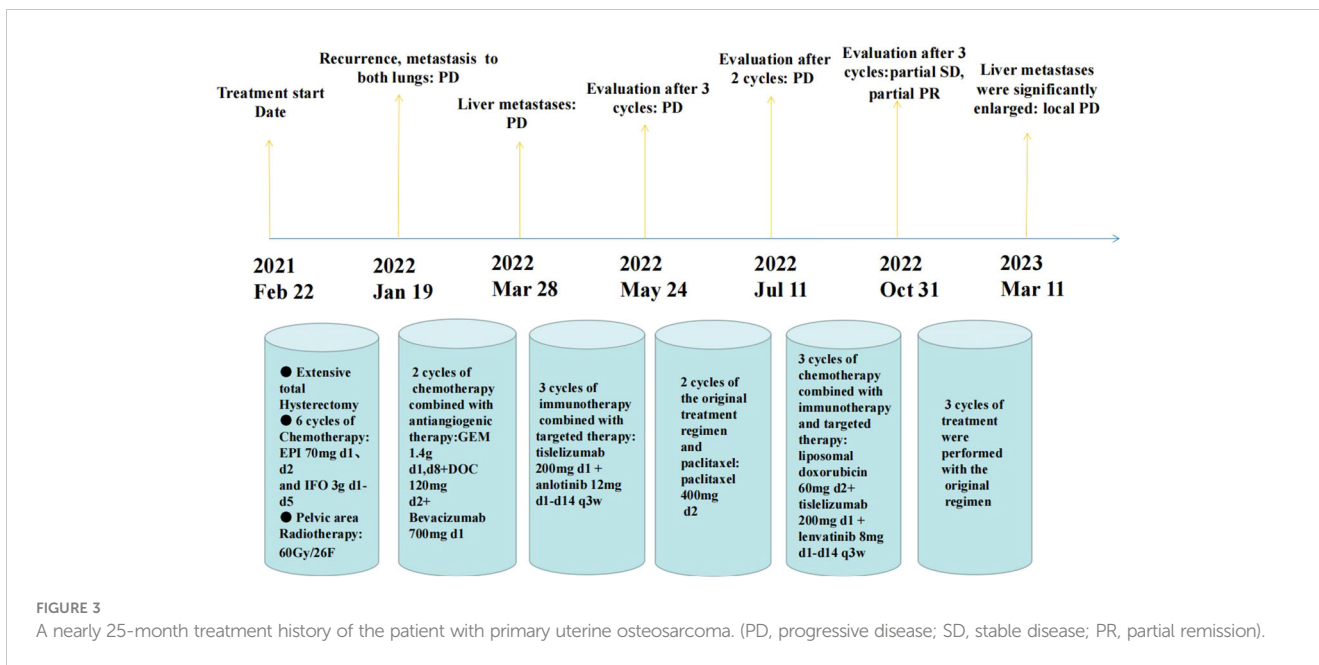 Treatment start
Date
Recurrence, metastasis to
both lungs: PD
Liver metastases:
PD
Evaluation after 3
cycles: PD
Evaluation after
2 cycles: PD
Evaluation after 3
cycles:partial SD,
partial PR
Liver metastases
were significantly
enlarged: local PD
2021
Feb 22
2022
Jan 19
2022
Mar 28
2022
May 24
2022
Jul 11
2022
Oct 31
2023
Mar 11
● Extensive
total
Hysterectomy
● 6 cycles of
Chemotherapy:
EPI 70mg d1、
d2
and IFO 3g d1-
d5
● Pelvic area
Radiotherapy:
60Gy/26F
2 cycles of
chemotherapy
combined with
antiangiogenic
therapy:GEM
1.4g
d1,d8+DOC
120mg
d2+
Bevacizumab
700mg d1
3 cycles of
immunotherapy
combined with
targeted therapy:
tislelizumab
200mg d1 +
anlotinib 12mg
d1-d14 q3w
2 cycles of
the original
treatment
regimen
and
paclitaxel:
paclitaxel
400mg
d2
3 cycles of
chemotherapy
combined with
immunotherapy
and targeted
therapy:
liposomal
doxorubicin
60mg d2+
tislelizumab
200mg d1 +
lenvatinib 8mg
d1-d14 q3w
3 cycles of
treatment
were
performed
with the
original
regimen
FIGURE 3
A nearly 25-month treatment history of the patient with primary uterine osteosarcoma. (PD, progressive disease; SD, stable disease; PR, partial remission).